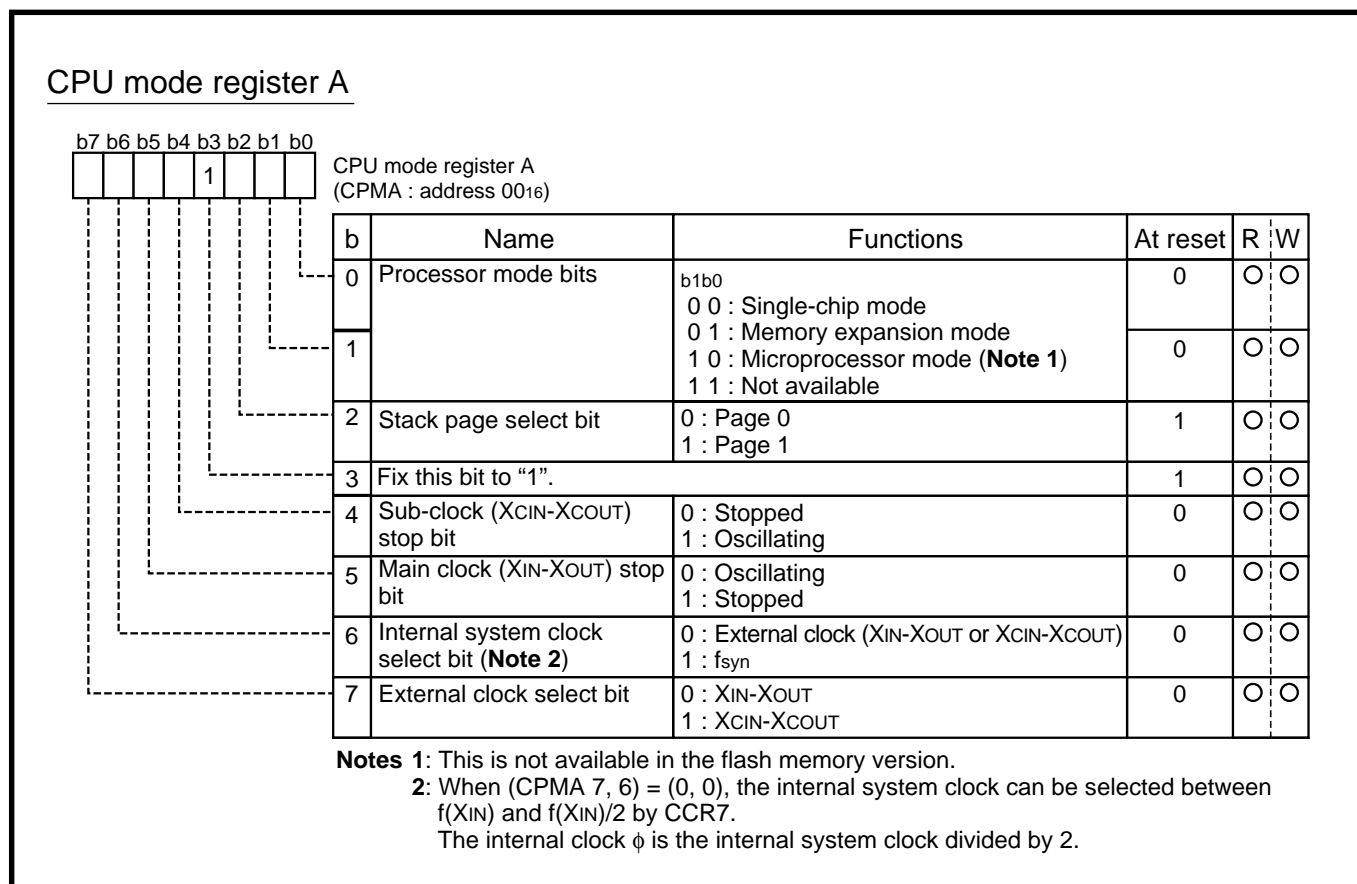 CPU mode register A
b7 b6 b5 b4 b3 b2 b1 b0
1
CPU mode register A
(CPMA : address 0016)
b Name Functions At reset R W
0 Processor mode bits b1b0 0 ○ ○
0 0 : Single-chip mode
0 1 : Memory expansion mode
1 1 0 : Microprocessor mode (Note 1) 0 ○ ○
1 1 : Not available
2 Stack page select bit 0 : Page 0 1 ○ ○
1 : Page 1
3 Fix this bit to “1”. 1 ○ ○
4 Sub-clock (XCIN-XCOUT) 0 : Stopped 0 ○ ○
stop bit 1 : Oscillating
5 Main clock (XIN-XOUT) stop 0 : Oscillating 0 ○ ○
bit 1 : Stopped
6 Internal system clock 0 : External clock (XIN-XOUT or XCIN-XCOUT) 0 ○ ○
select bit (Note 2) 1 : fsyn
7 External clock select bit 0 : XIN-XOUT 0 ○ ○
1 : XCIN-XCOUT
Notes 1: This is not available in the flash memory version.
2: When (CPMA 7, 6) = (0, 0), the internal system clock can be selected between
f(XIN) and f(XIN)/2 by CCR7.
The internal clock ϕ is the internal system clock divided by 2.